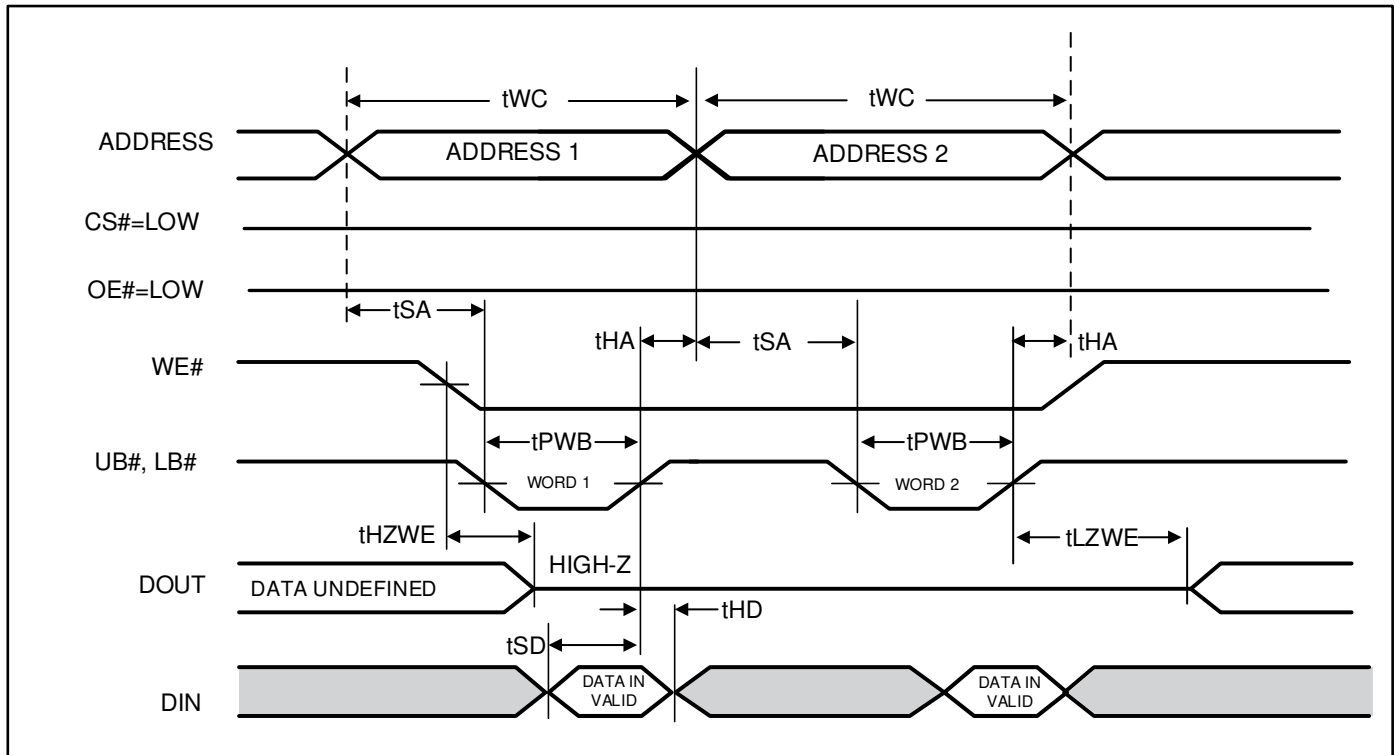 tWC tWC
ADDRESS ADDRESS 1 ADDRESS 2
CS#=LOW
OE#=LOW
tSA tHA tSA tHA
WE#
tPWB tPWB
UB#, LB# WORD 1 WORD 2
tHZWE tLZWE
HIGH-Z
DOUT DATA UNDEFINED
tHD
tSD
DIN DATA IN VALID DATA IN VALID